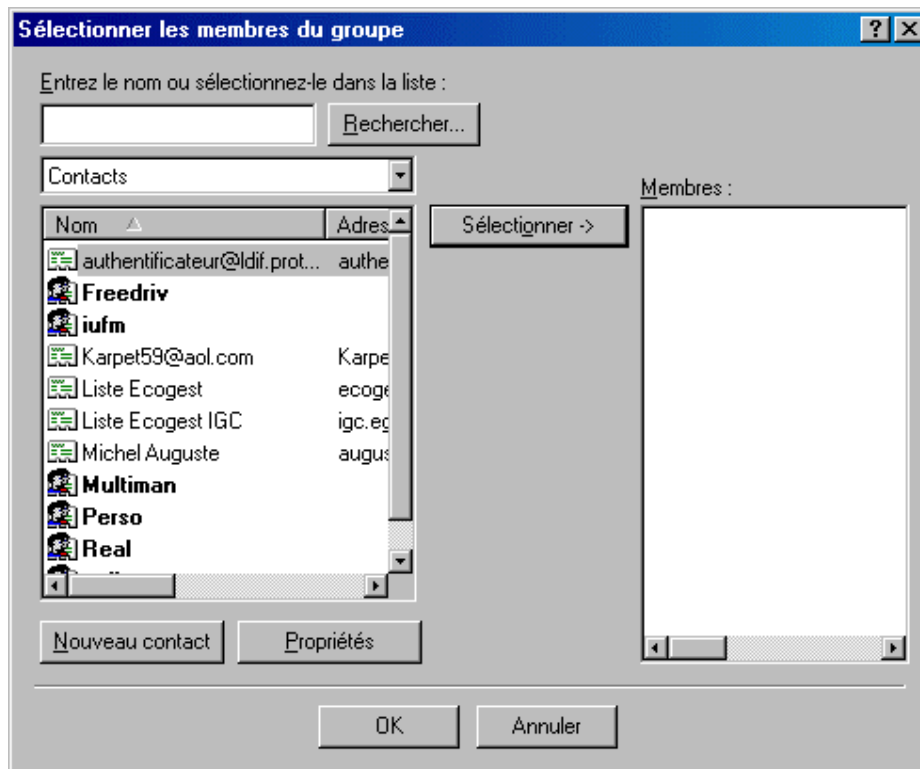 Sélectionner les membres du groupe
Entrez le nom ou sélectionnez-le dans la liste :
Rechercher...
Contacts
Membres :
Nom Adres
Sélectionner ->
authentificateur@ldif.prot... authe
Freedriv
iufm
Karpet59@aol.com Karpe
Liste Ecogest ecoge
Liste Ecogest IGC igc.eg
Michel Auguste augus
Multiman
Perso
Real
Nouveau contact Propriétés
OK Annuler